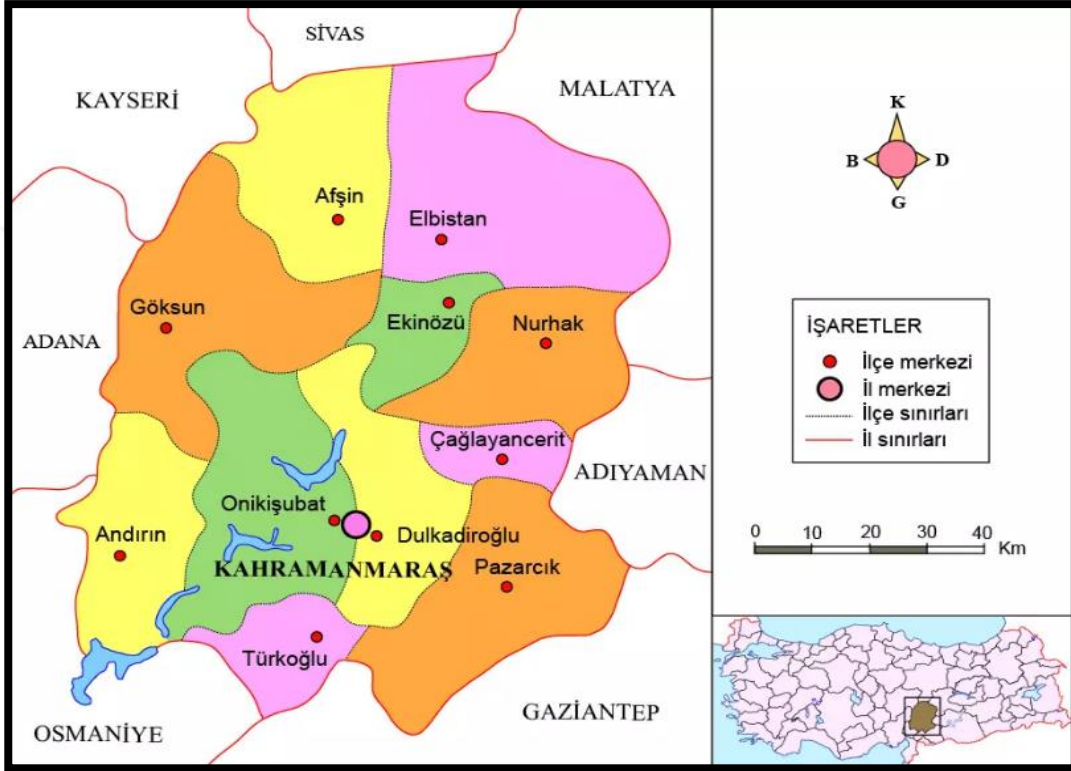 SİVAS
KAYSERİ
MALATYA
K
B
D
G
Afşin
Elbistan
Göksun
Ekinözü
Nurhak
ADANA
İŞARETLER
İlçe merkezi
İl merkezi
İlçe sınırları
İl sınırları
Çağlayancerit
ADIYAMAN
Onikişubat
Andırın
Dulkadiroğlu
0 10 20 30 40
Km
KAHRAMANMARAŞ
Pazarcık
Türkoğlu
GAZİANTEP
OSMANİYE